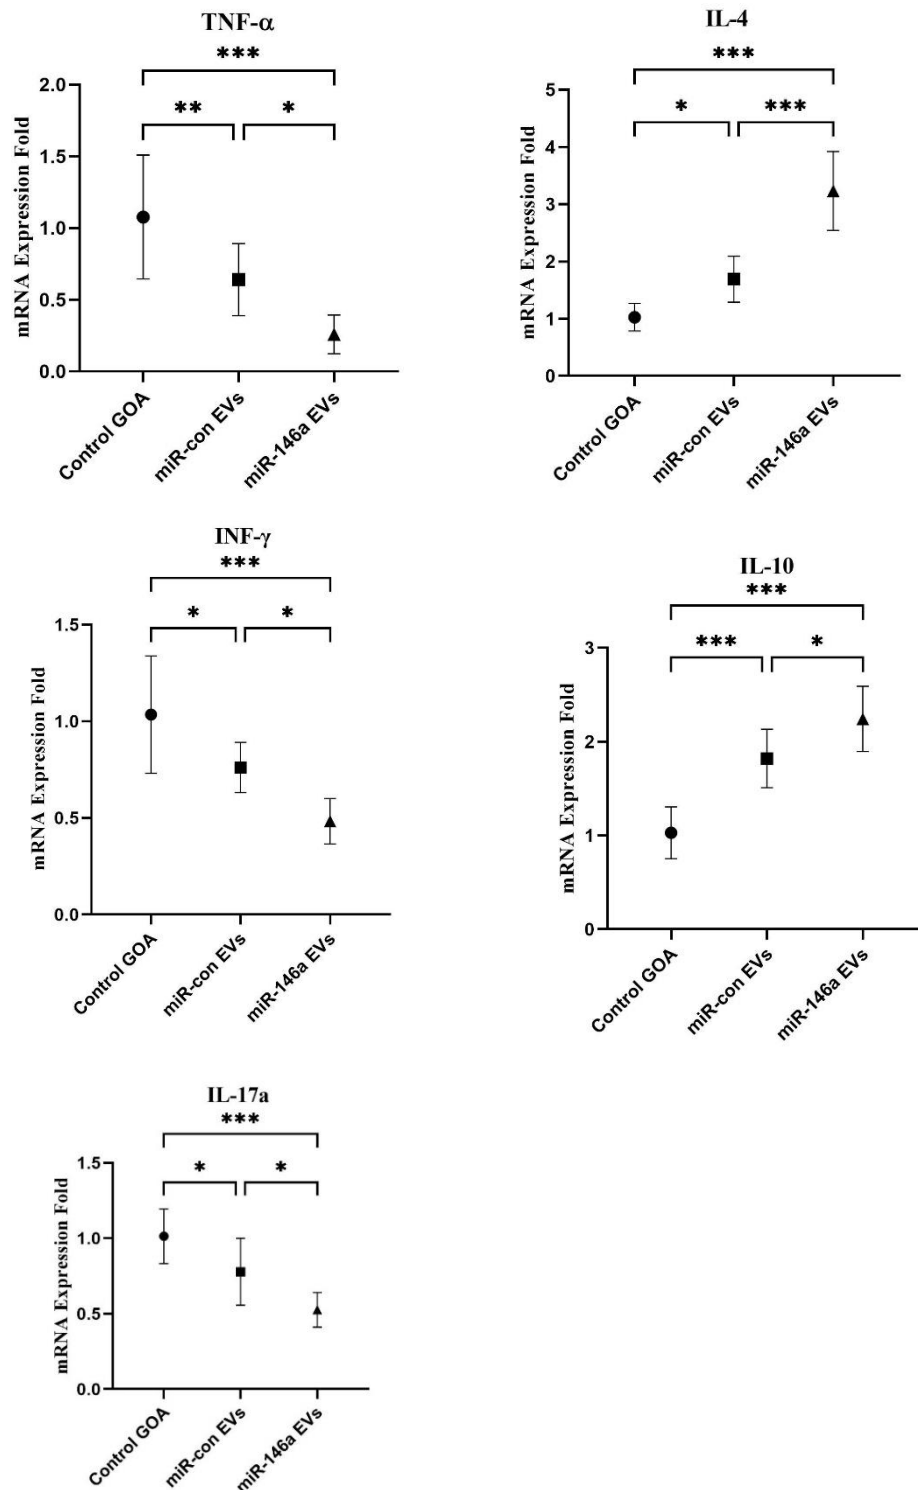 TNF-α
***
** *
mRNA Expression Fold
2.0
1.5
1.0
0.5
0.0
Control GOA
miR-con EVs
miR-146a EVs
IL-4
***
* ***
mRNA Expression Fold
5
4
3
2
1
0
Control GOA
miR-con EVs
miR-146a EVs
INF-γ
***
* *
mRNA Expression Fold
1.5
1.0
0.5
0.0
Control GOA
miR-con EVs
miR-146a EVs
IL-10
***
*** *
mRNA Expression Fold
3
2
1
0
Control GOA
miR-con EVs
miR-146a EVs
IL-17a
***
* *
mRNA Expression Fold
1.5
1.0
0.5
0.0
Control GOA
miR-con EVs
miR-146a EVs